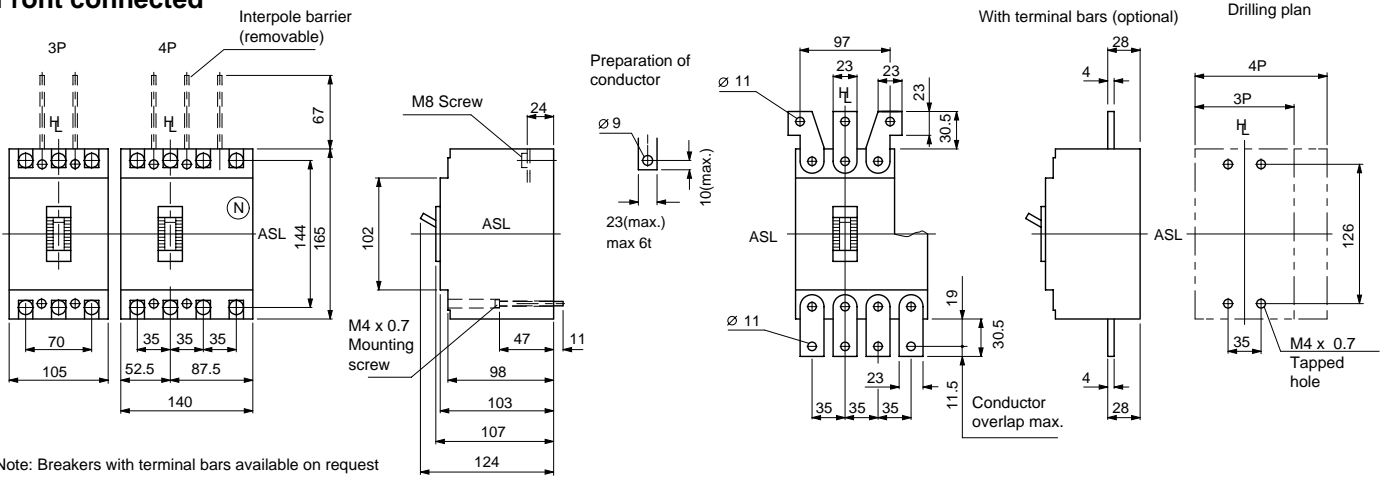 Front connected
Interpole barrier
(removable)
3P
4P
67
HL
HL
N
ASL
144
165
70
105
35
35
35
52.5
87.5
140
M8 Screw
24
102
ASL
M4 x 0.7
Mounting
screw
47
11
98
103
107
124
Preparation of
conductor
Ø 9
10(max.)
23(max.)
max 6t
With terminal bars (optional)
97
23
23
Ø 11
HL
23
30.5
ASL
Ø 11
19
30.5
23
11.5
35
35
35
Conductor
overlap max.
28
4
ASL
4
28
Drilling plan
4P
3P
HL
126
35
M4 x 0.7
Tapped
hole
Note: Breakers with terminal bars available on request